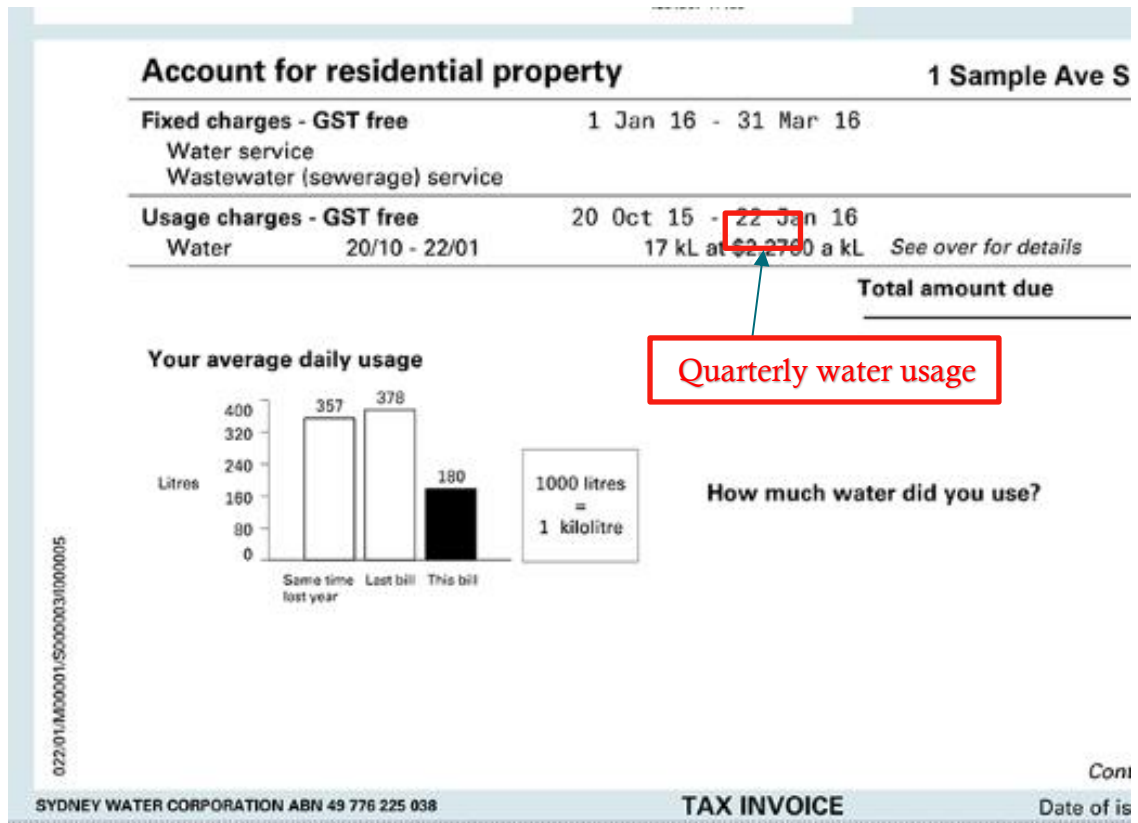 Account for residential property
1 Sample Ave S
Fixed charges - GST free 1 Jan 16 - 31 Mar 16
Water service
Wastewater (sewerage) service
Usage charges - GST free 20 Oct 15 - 22 Jan 16
Water 20/10 - 22/01 17 kL at $2.2760 a kL See over for details
Total amount due
Quarterly water usage
Your average daily usage
400
320
240
160
80
0
Litres
357
378
180
Same time last year
Last bill
This bill
1000 litres
=
1 kilolitre
How much water did you use?
022/01/M00001/S000003/I000005
Cont
SYDNEY WATER CORPORATION ABN 49 776 225 038
TAX INVOICE
Date of is